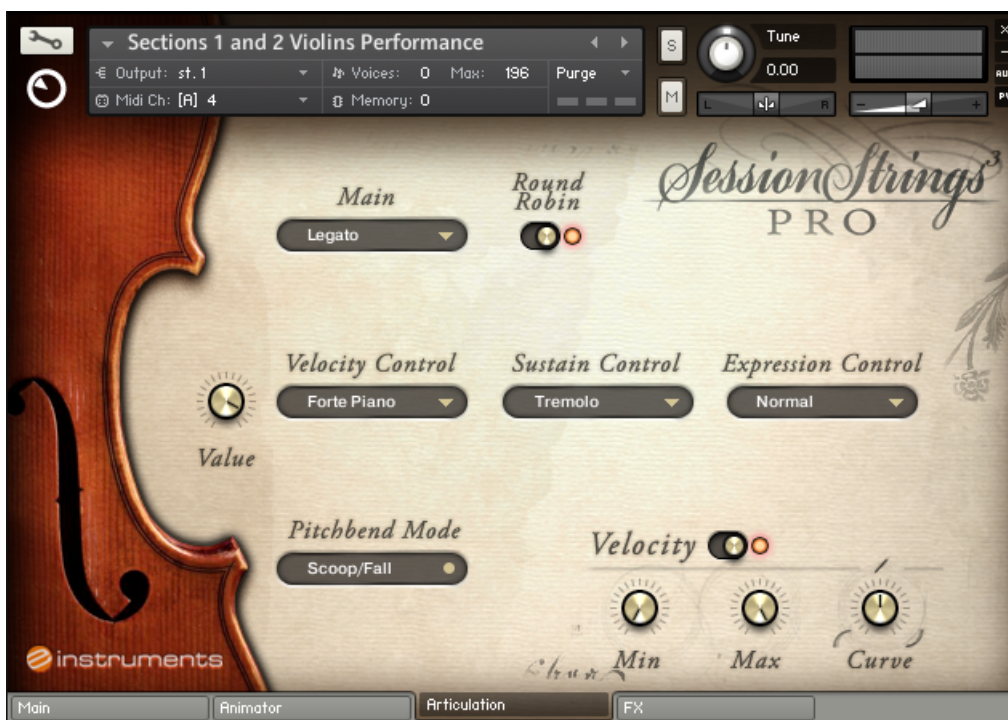 Sections 1 and 2 Violins Performance
Output: st.1
Voices: 0 Max: 196
Purge
Midi Ch: [A] 4
Memory: 0
S
M
Tune
0.00
L
R
-
+
AU
Session Strings 3
PRO
Main
Legato
Round
Robin
Velocity Control
Forte Piano
Sustain Control
Tremolo
Expression Control
Normal
Value
Pitchbend Mode
Scoop/Fall
Velocity
Min
Max
Curve
e instruments
Main
Animator
Articulation
FX